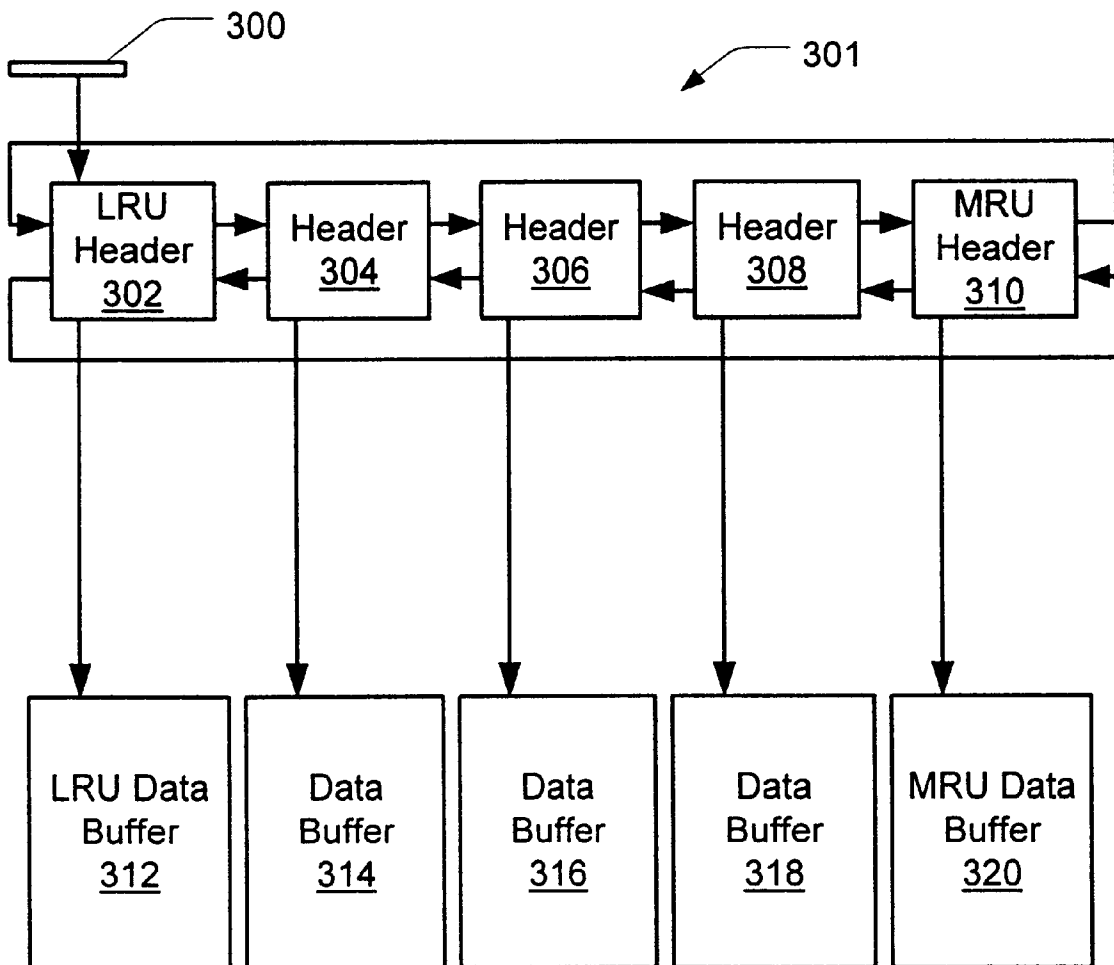 300
301
LRU
Header
302
Header
304
Header
306
Header
308
MRU
Header
310
LRU Data
Buffer
312
Data
Buffer
314
Data
Buffer
316
Data
Buffer
318
MRU Data
Buffer
320